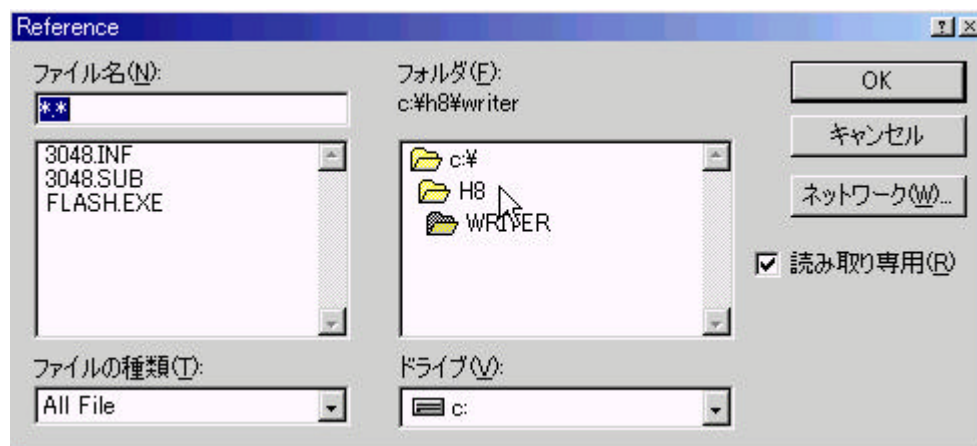 Reference
ファイル名(N):
*.*
3048.INF
3048.SUB
FLASH.EXE
ファイルの種類(T):
All File
フォルダ(F):
c:¥h8¥writer
c:¥
H8
WRITER
ドライブ(V):
c:
OK
キャンセル
ネットワーク(W)...
読み取り専用(R)